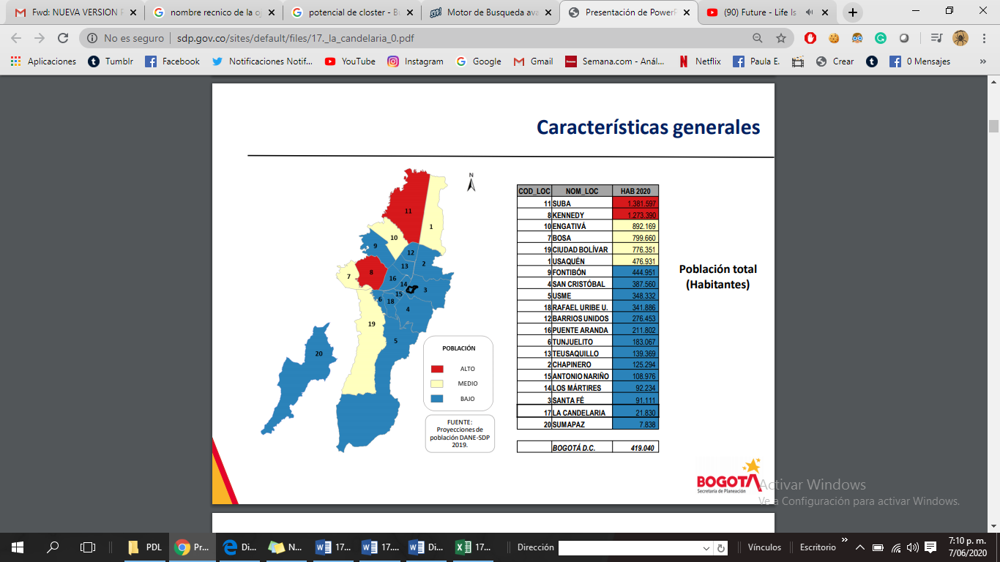 Fwd: NUEVA VERSION P
nombre recnico de la oj
potencial de closter - B
Motor de Busqueda ava
Presentación de PowerP
(90) Future - Life Is
No es seguro | sdp.gov.co/sites/default/files/17._la_candelaria_0.pdf
Aplicaciones Tumblr Facebook Notificaciones Notif... YouTube Instagram Google Gmail Semana.com - Anál... Netflix Paula E. Crear 0 Mesajes »
Características generales
N
11
1
10
9
12
2
13
8
7
16
14
3
15
6
18
4
19
5
20
POBLACIÓN
ALTO
MEDIO
BAJO
FUENTE:
Proyecciones de
población DANE-SDP
2019.
COD_LOC NOM_LOC HAB 2020
11 SUBA 1.381.597
8 KENNEDY 1.273.390
10 ENGATIVÁ 892.169
7 BOSA 799.660
19 CIUDAD BOLÍVAR 776.351
1 USAQUÉN 476.931
9 FONTIBÓN 444.951
4 SAN CRISTÓBAL 387.560
5 USME 348.332
18 RAFAEL URIBE U. 341.886
12 BARRIOS UNIDOS 276.453
16 PUENTE ARANDA 211.802
6 TUNJUELITO 183.067
13 TEUSAQUILLO 139.369
2 CHAPINERO 125.294
15 ANTONIO NARIÑO 108.976
14 LOS MÁRTIRES 92.234
3 SANTA FÉ 91.111
17 LA CANDELARIA 21.830
20 SUMAPAZ 7.838
BOGOTÁ D.C. 419.040
Población total
(Habitantes)
BOGOTÁ
Secretaría de Planeación
Activar Windows
Ve a Configuración para activar Windows.
PDL Pr... Di... N... 17... 17.... Di... 17... Dirección Vínculos Escritorio »
7:10 p. m.
7/06/2020